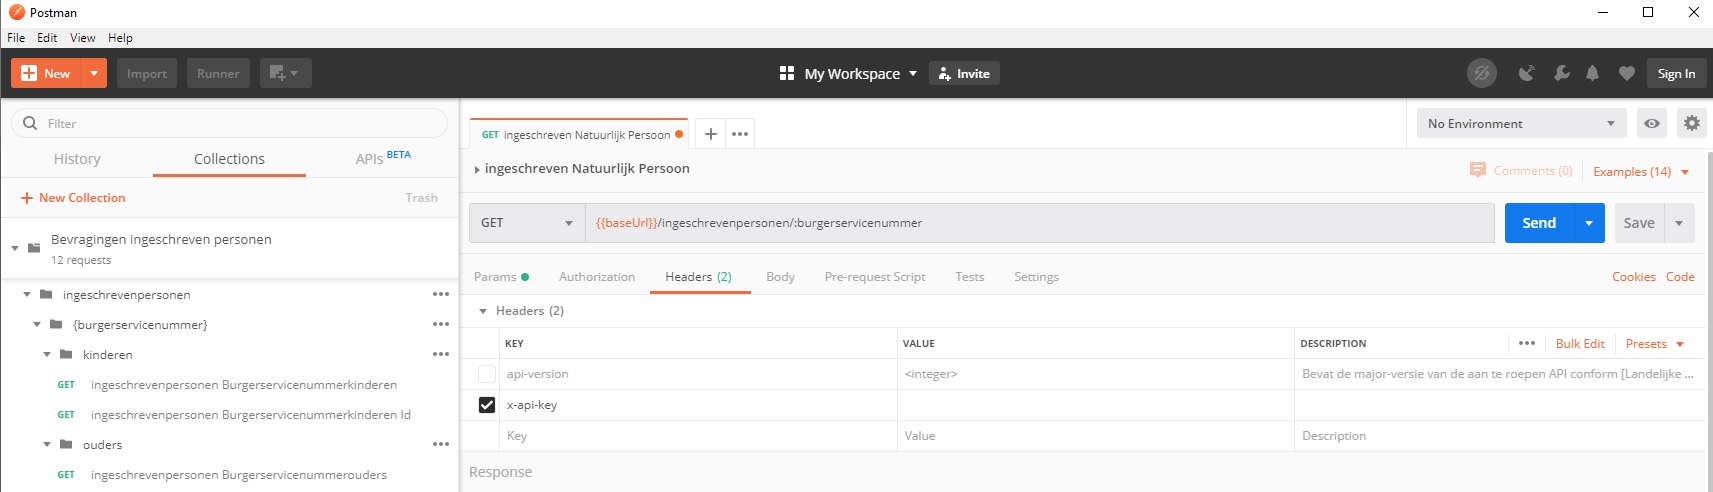 Postman
File Edit View Help
New Import Runner My Workspace Invite Sign In
Filter
History Collections APIs BETA
New Collection Trash
Bevragingen ingeschreven personen
12 requests
ingeschrevenpersonen
{burgerservicenummer}
kinderen
GET ingeschrevenpersonen Burgerservicenummerkinderen
GET ingeschrevenpersonen Burgerservicenummerkinderen Id
ouders
GET ingeschrevenpersonen Burgerservicenummerouders
GET ingeschreven Natuurlijk Persoon
No Environment
ingeschreven Natuurlijk Persoon
Comments (0) Examples (14)
GET {{baseUrl}}/ingeschrevenpersonen/:burgerservicenummer Send Save
Params Authorization Headers (2) Body Pre-request Script Tests Settings Cookies Code
Headers (2)
KEY VALUE DESCRIPTION Bulk Edit Presets
api-version <integer> Bevat de major-versie van de aan te roepen API conform [Landelijke ...
x-api-key
Key Value Description
Response